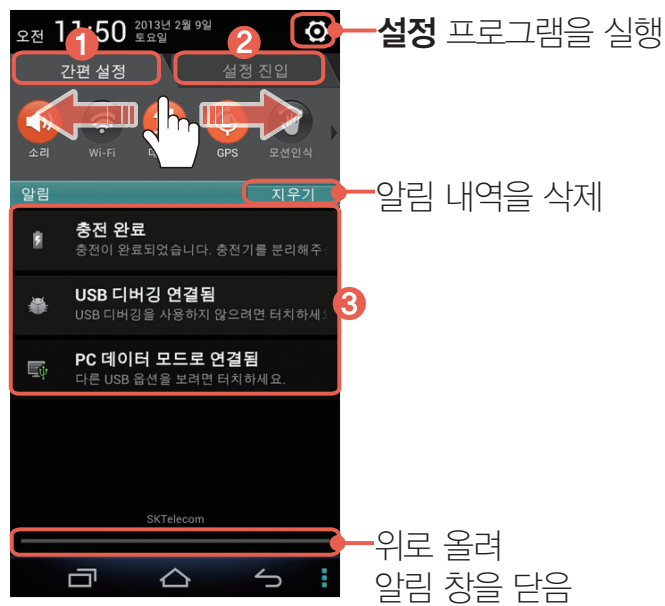 오전 11:50 2013년 2월 9일
토요일
설정 프로그램을 실행
1
2
간편 설정
설정 진입
소리
Wi-Fi
GPS
모션인식
알림
지우기
알림 내역을 삭제
충전 완료
충전이 완료되었습니다. 충전기를 분리해주
USB 디버깅 연결됨
USB 디버깅을 사용하지 않으려면 터치하세
3
PC 데이터 모드로 연결됨
다른 USB 옵션을 보려면 터치하세요.
SKTelecom
위로 올려
알림 창을 닫음